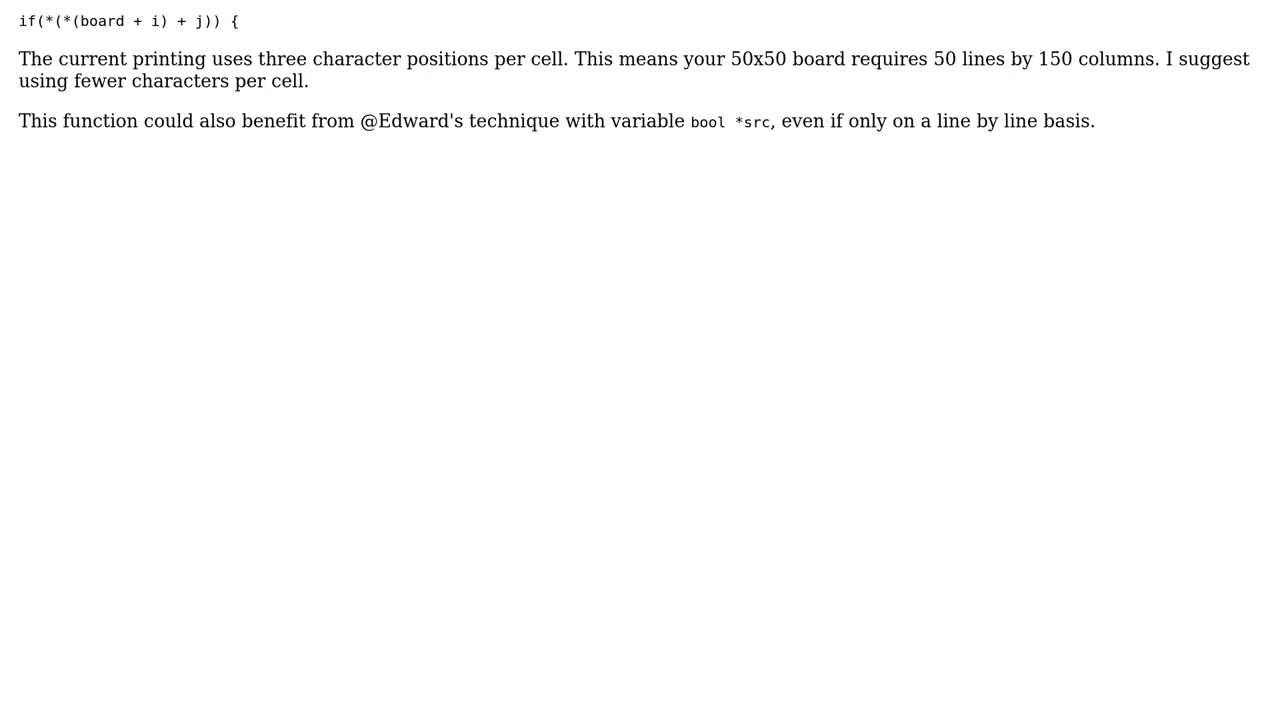 if(*(*(board + i) + j)) {
The current printing uses three character positions per cell. This means your 50x50 board requires 50 lines by 150 columns. I suggest
using fewer characters per cell.
This function could also benefit from @Edward's technique with variable bool *src, even if only on a line by line basis.